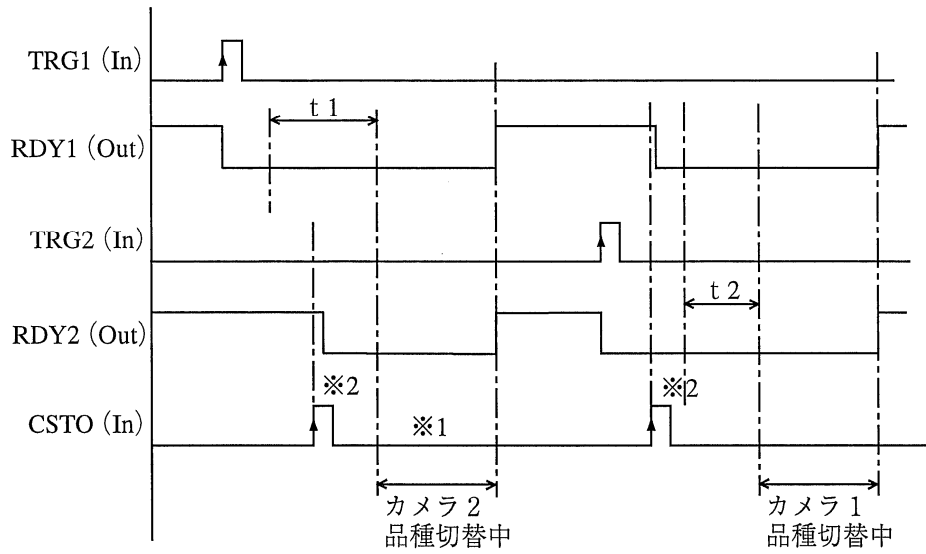 TRG1 (In)
t 1
RDY1 (Out)
TRG2 (In)
t 2
RDY2 (Out)
※2
※2
CSTO (In)
※1
カメラ 2
品種切替中
カメラ 1
品種切替中